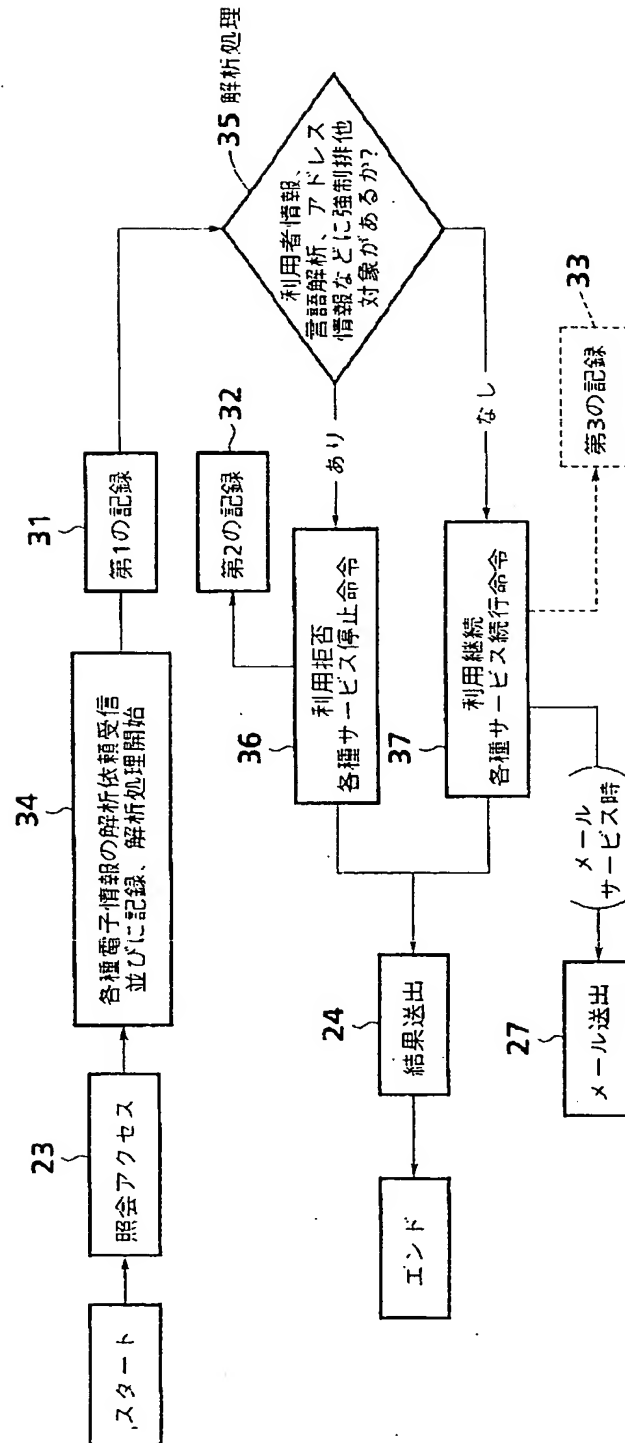 スタート
23
照会アクセス
34
各種電子情報の解析依頼受信
並びに記録、解析処理開始
31
第1の記録
35 解析処理
利用者情報、
言語解析、アドレス
情報などに強制排他
対象があるか?
あり
なし
32
第2の記録
36
利用拒否
各種サービス停止命令
37
利用継続
各種サービス続行命令
33
第3の記録
24
結果送出
エンド
メール
サービス時
27
メール送出